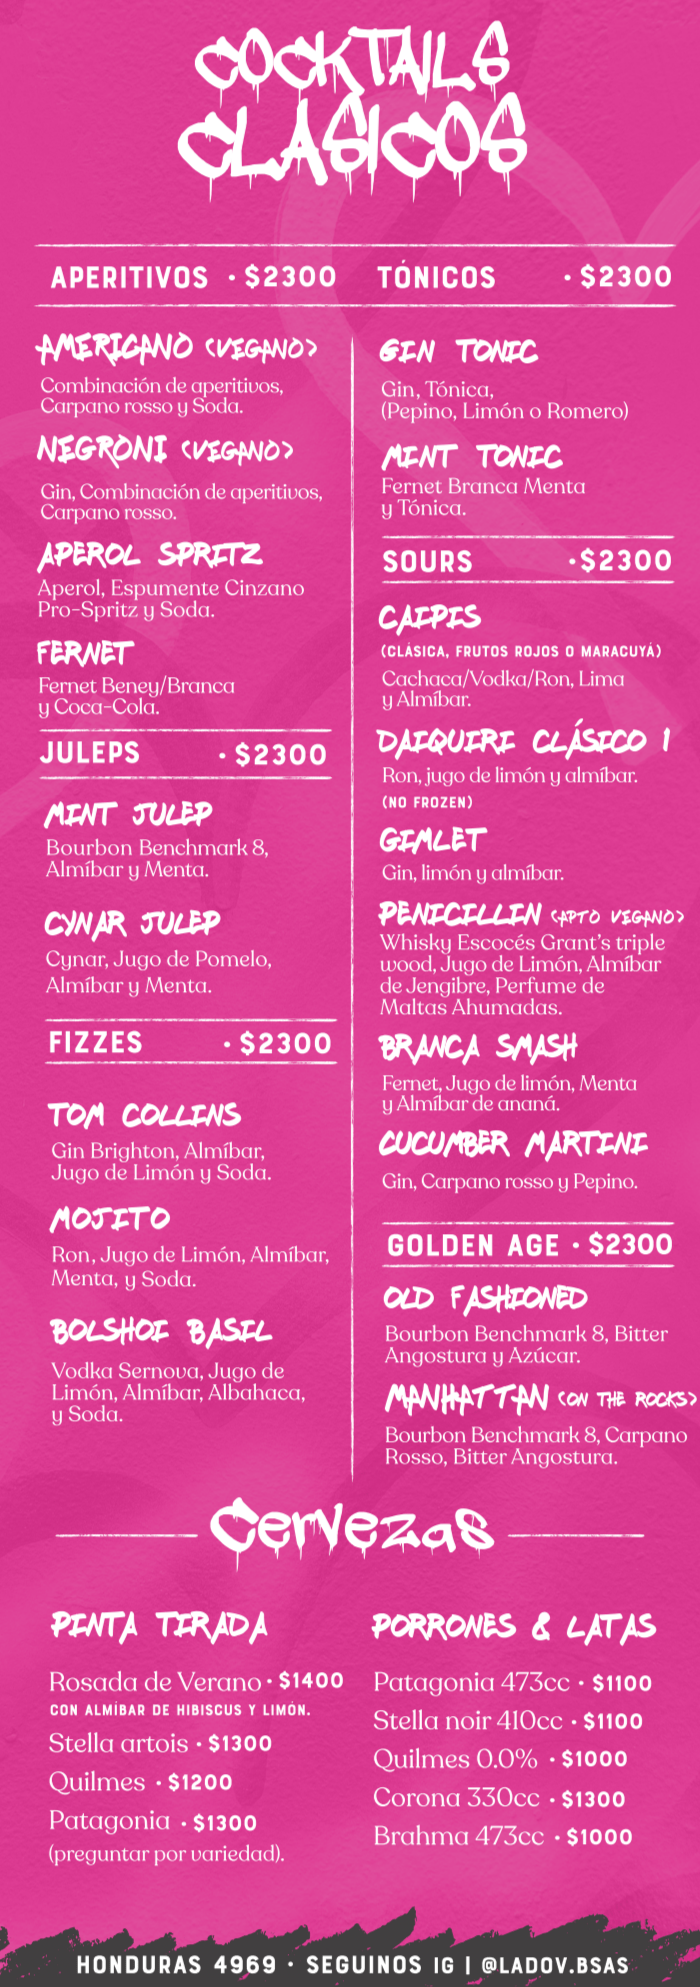 COCKTAILS
CLASICOS
APERITIVOS · $2300
AMERICANO (VEGANO)
Combinación de aperitivos,
Carpano rosso y Soda.
NEGRONI (VEGANO)
Gin, Combinación de aperitivos,
Carpano rosso.
APEROL SPRITZ
Aperol, Espumente Cinzano
Pro-Spritz y Soda.
FERNET
Fernet Beney/Branca
y Coca-Cola.
JULEPS · $2300
MINT JULEP
Bourbon Benchmark 8,
Almíbar y Menta.
CYNAR JULEP
Cynar, Jugo de Pomelo,
Almíbar y Menta.
FIZZES · $2300
TOM COLLINS
Gin Brighton, Almíbar,
Jugo de Limón y Soda.
MOJITO
Ron, Jugo de Limón, Almíbar,
Menta, y Soda.
BOLSHOI BASIL
Vodka Sernova, Jugo de
Limón, Almíbar, Albahaca,
y Soda.
TÓNICOS · $2300
GIN TONIC
Gin, Tónica,
(Pepino, Limón o Romero)
MINT TONIC
Fernet Branca Menta
y Tónica.
SOURS · $2300
CAIPIS
(CLÁSICA, FRUTOS ROJOS O MARACUYÁ)
Cachaca/Vodka/Ron, Lima
y Almíbar.
DAIQUIRI CLÁSICO 1
Ron, jugo de limón y almíbar.
(NO FROZEN)
GIMLET
Gin, limón y almíbar.
PENICILLIN (APTO VEGANO)
Whisky Escocés Grant's triple
wood, Jugo de Limón, Almíbar
de Jengibre, Perfume de
Maltas Ahumadas.
BRANCA SMASH
Fernet, Jugo de limón, Menta
y Almíbar de ananá.
CUCUMBER MARTINI
Gin, Carpano rosso y Pepino.
GOLDEN AGE · $2300
OLD FASHIONED
Bourbon Benchmark 8, Bitter
Angostura y Azúcar.
MANHATTAN (ON THE ROCKS)
Bourbon Benchmark 8, Carpano
Rosso, Bitter Angostura.
Cervezas
PINTA TIRADA
Rosada de Verano · $1400
CON ALMÍBAR DE HIBISCUS Y LIMÓN.
Stella artois · $1300
Quilmes · $1200
Patagonia · $1300
(preguntar por variedad).
PORRONES & LATAS
Patagonia 473cc · $1100
Stella noir 410cc · $1100
Quilmes 0.0% · $1000
Corona 330cc · $1300
Brahma 473cc · $1000
HONDURAS 4969 · SEGUINOS IG | @LADOV.BSAS